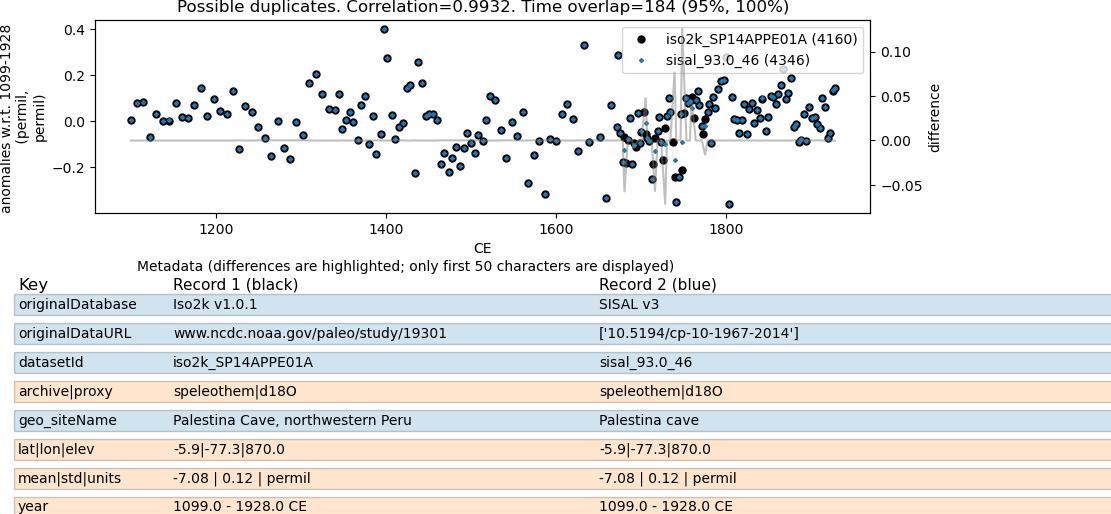 Possible duplicates. Correlation=0.9932. Time overlap=184 (95%, 100%)
anomalies w.r.t. 1099-1928
(permil,
permil)
0.4
0.2
0.0
−0.2
iso2k_SP14APPE01A (4160)
sisal_93.0_46 (4346)
0.10
0.05
0.00
−0.05
difference
1200
1400
1600
1800
CE
Metadata (differences are highlighted; only first 50 characters are displayed)
Key Record 1 (black) Record 2 (blue)
originalDatabase Iso2k v1.0.1 SISAL v3
originalDataURL www.ncdc.noaa.gov/paleo/study/19301 ['10.5194/cp-10-1967-2014']
datasetId iso2k_SP14APPE01A sisal_93.0_46
archive|proxy speleothem|d18O speleothem|d18O
geo_siteName Palestina Cave, northwestern Peru Palestina cave
lat|lon|elev -5.9|-77.3|870.0 -5.9|-77.3|870.0
mean|std|units -7.08 | 0.12 | permil -7.08 | 0.12 | permil
year 1099.0 - 1928.0 CE 1099.0 - 1928.0 CE